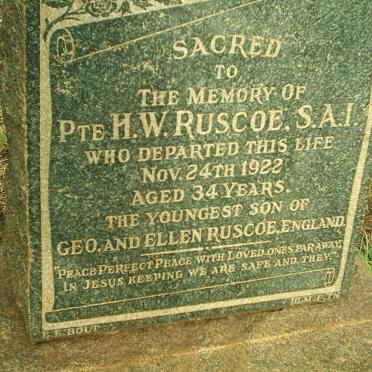 SACRED
TO
THE MEMORY OF
PTE. H. W. RUSCOE, S.A.I.
WHO DEPARTED THIS LIFE
NOV. 24TH 1922
AGED 34 YEARS.
THE YOUNGEST SON OF
GEO. AND ELLEN RUSCOE, ENGLAND.
"PEACE PERFECT PEACE WITH LOVED ONES FAR AWAY,
IN JESUS KEEPING WE ARE SAFE AND THEY."
E. E. BOUT